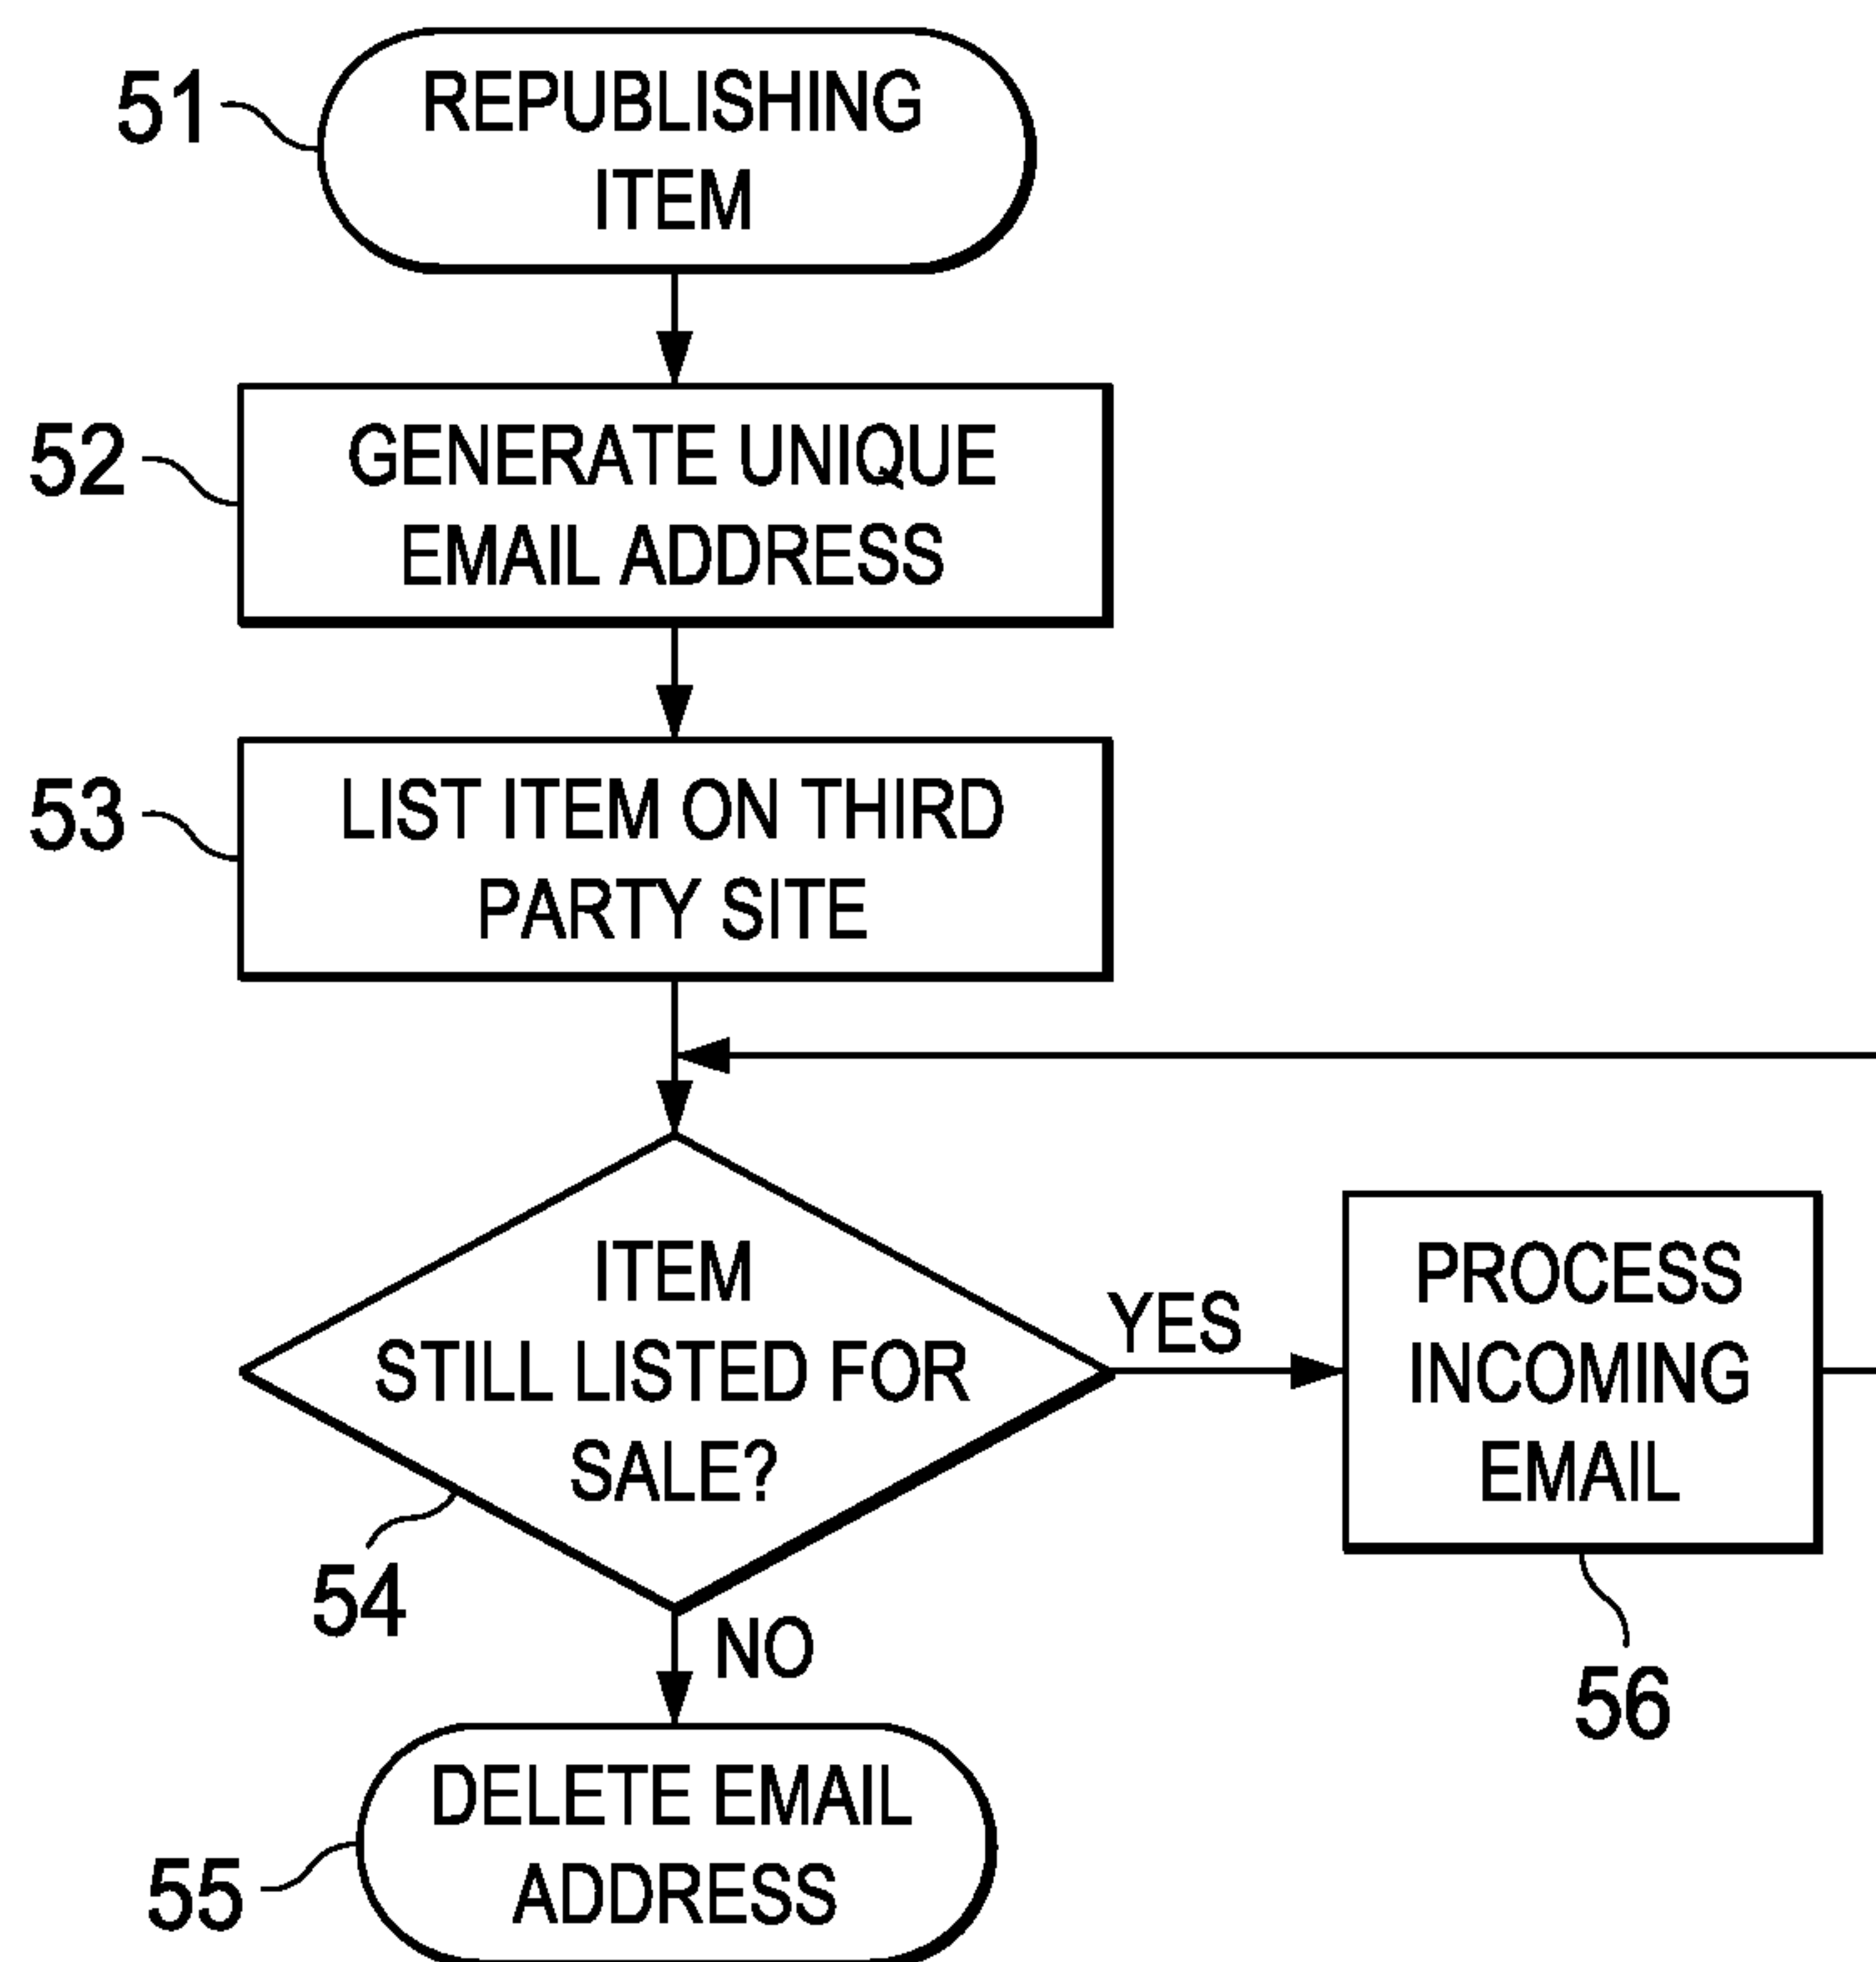 51
REPUBLISHING
ITEM
52
GENERATE UNIQUE
EMAIL ADDRESS
53
LIST ITEM ON THIRD
PARTY SITE
ITEM
STILL LISTED FOR
SALE?
54
YES
PROCESS
INCOMING
EMAIL
56
NO
DELETE EMAIL
ADDRESS
55